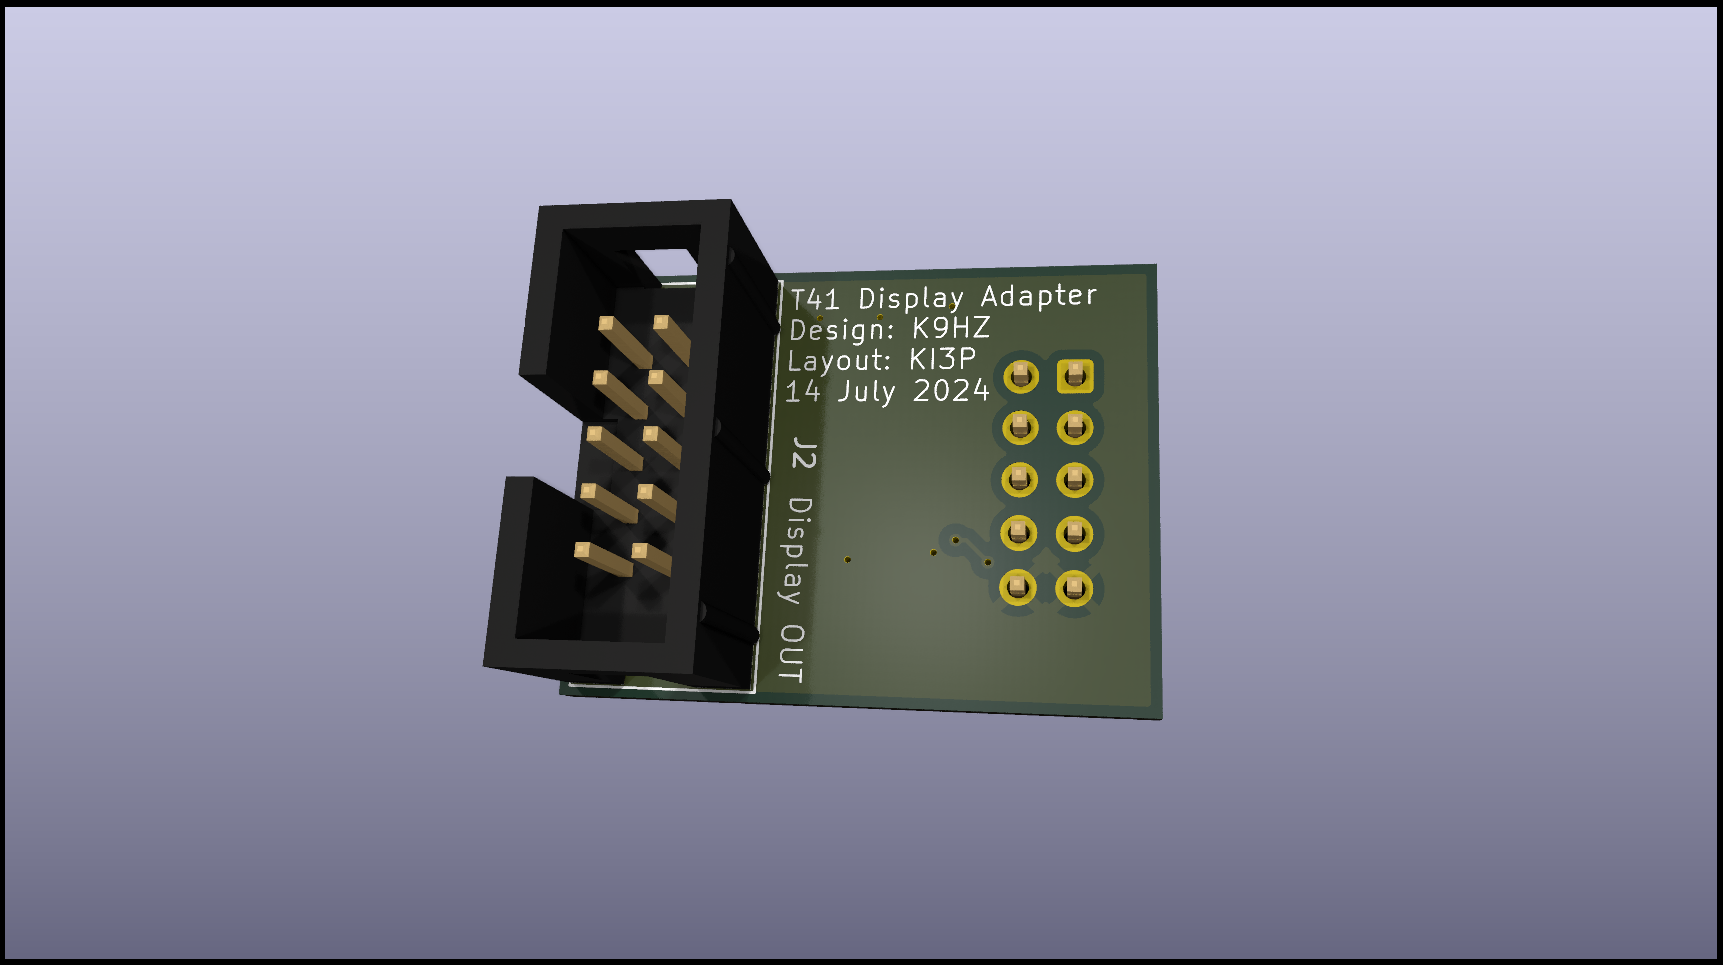 T41 Display Adapter
Design: K9HZ
Layout: KI3P
14 July 2024
J2 Display OUT